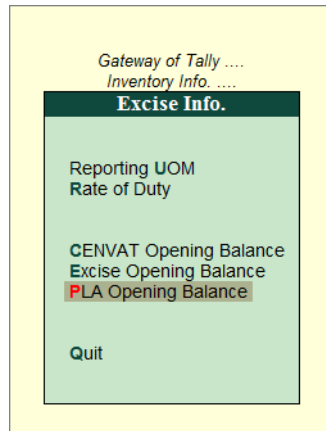 Gateway of Tally ....
Inventory Info. ....
Excise Info.
Reporting UOM
Rate of Duty
CENVAT Opening Balance
Excise Opening Balance
PLA Opening Balance
Quit